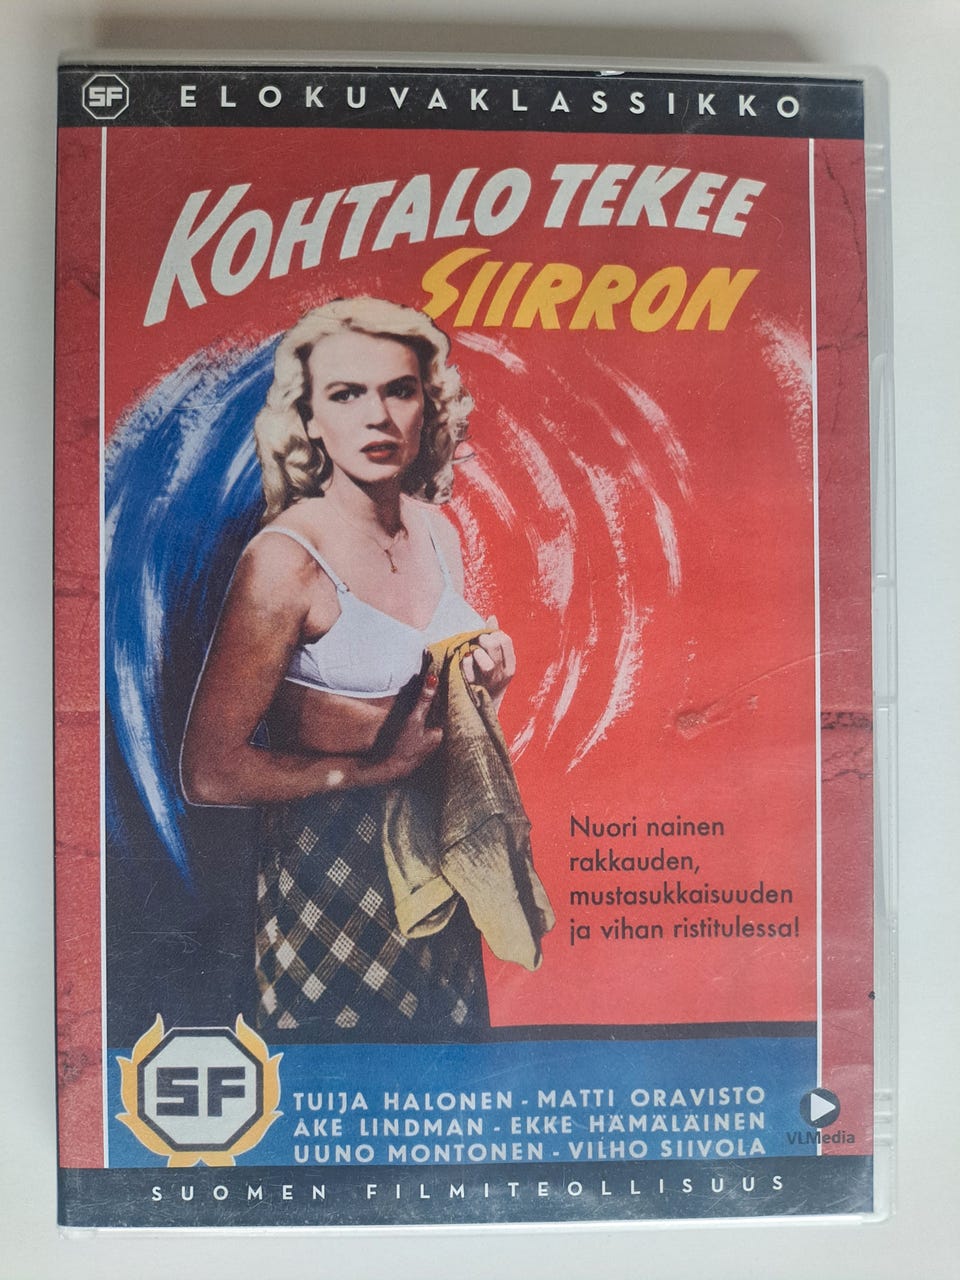 SF ELOKUVAKLASSIKKO
KOHTALO TEKEE
SIIRRON
Nuori nainen
rakkauden,
mustasukkaisuuden
ja vihan ristitulessa!
SF
TUIJA HALONEN - MATTI ORAVISTO
ÅKE LINDMAN - EKKE HÄMÄLÄINEN
UUNO MONTONEN - VILHO SIIVOLA
VLMedia
SUOMEN FILMITEOLLISUUS